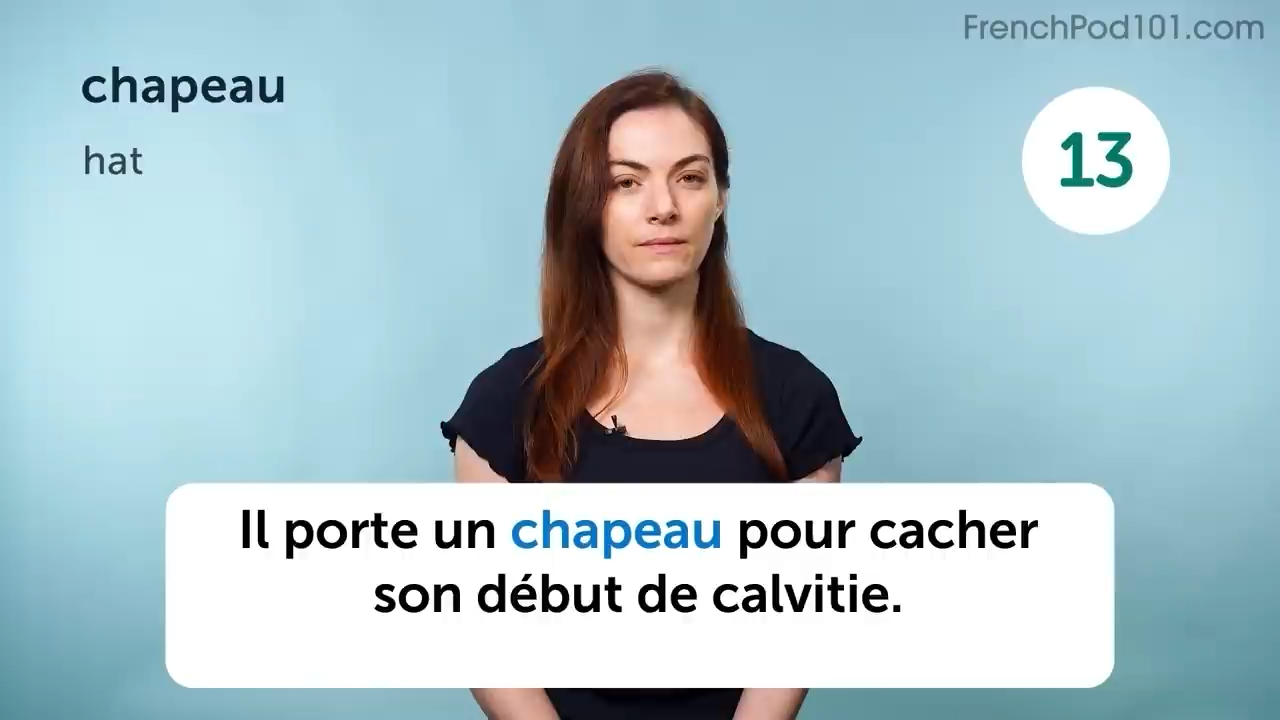 FrenchPod101.com
chapeau
hat
13
Il porte un chapeau pour cacher
son début de calvitie.